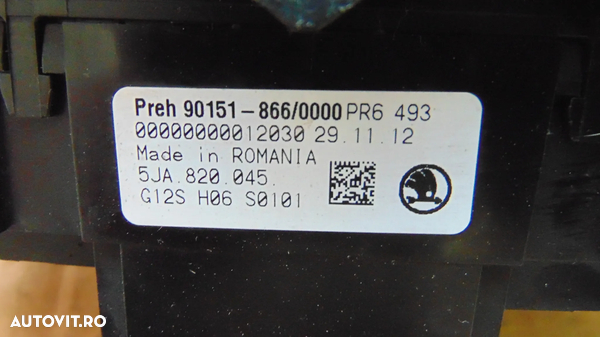 Preh 90151-866/0000 PR6 493
00000000012030 29.11.12
Made in ROMANIA
5JA.820.045.
G12S H06 S0101
AUTOVIT.RO